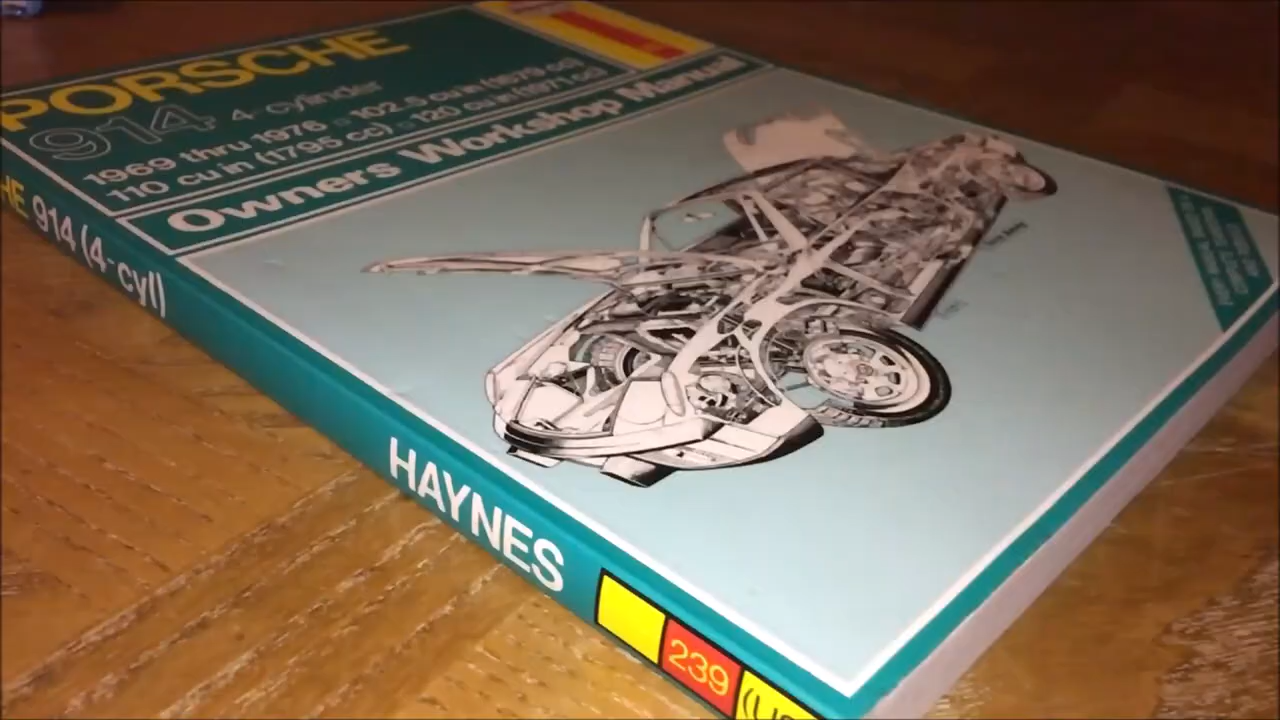 PORSCHE
914 4-cylinder
1969 thru 1976 102.5 cu in (1679 cc)
110 cu in (1795 cc) 120 cu in (1971 cc)
Owners Workshop Manual
HE 914 (4-cyl)
HAYNES
239
(US